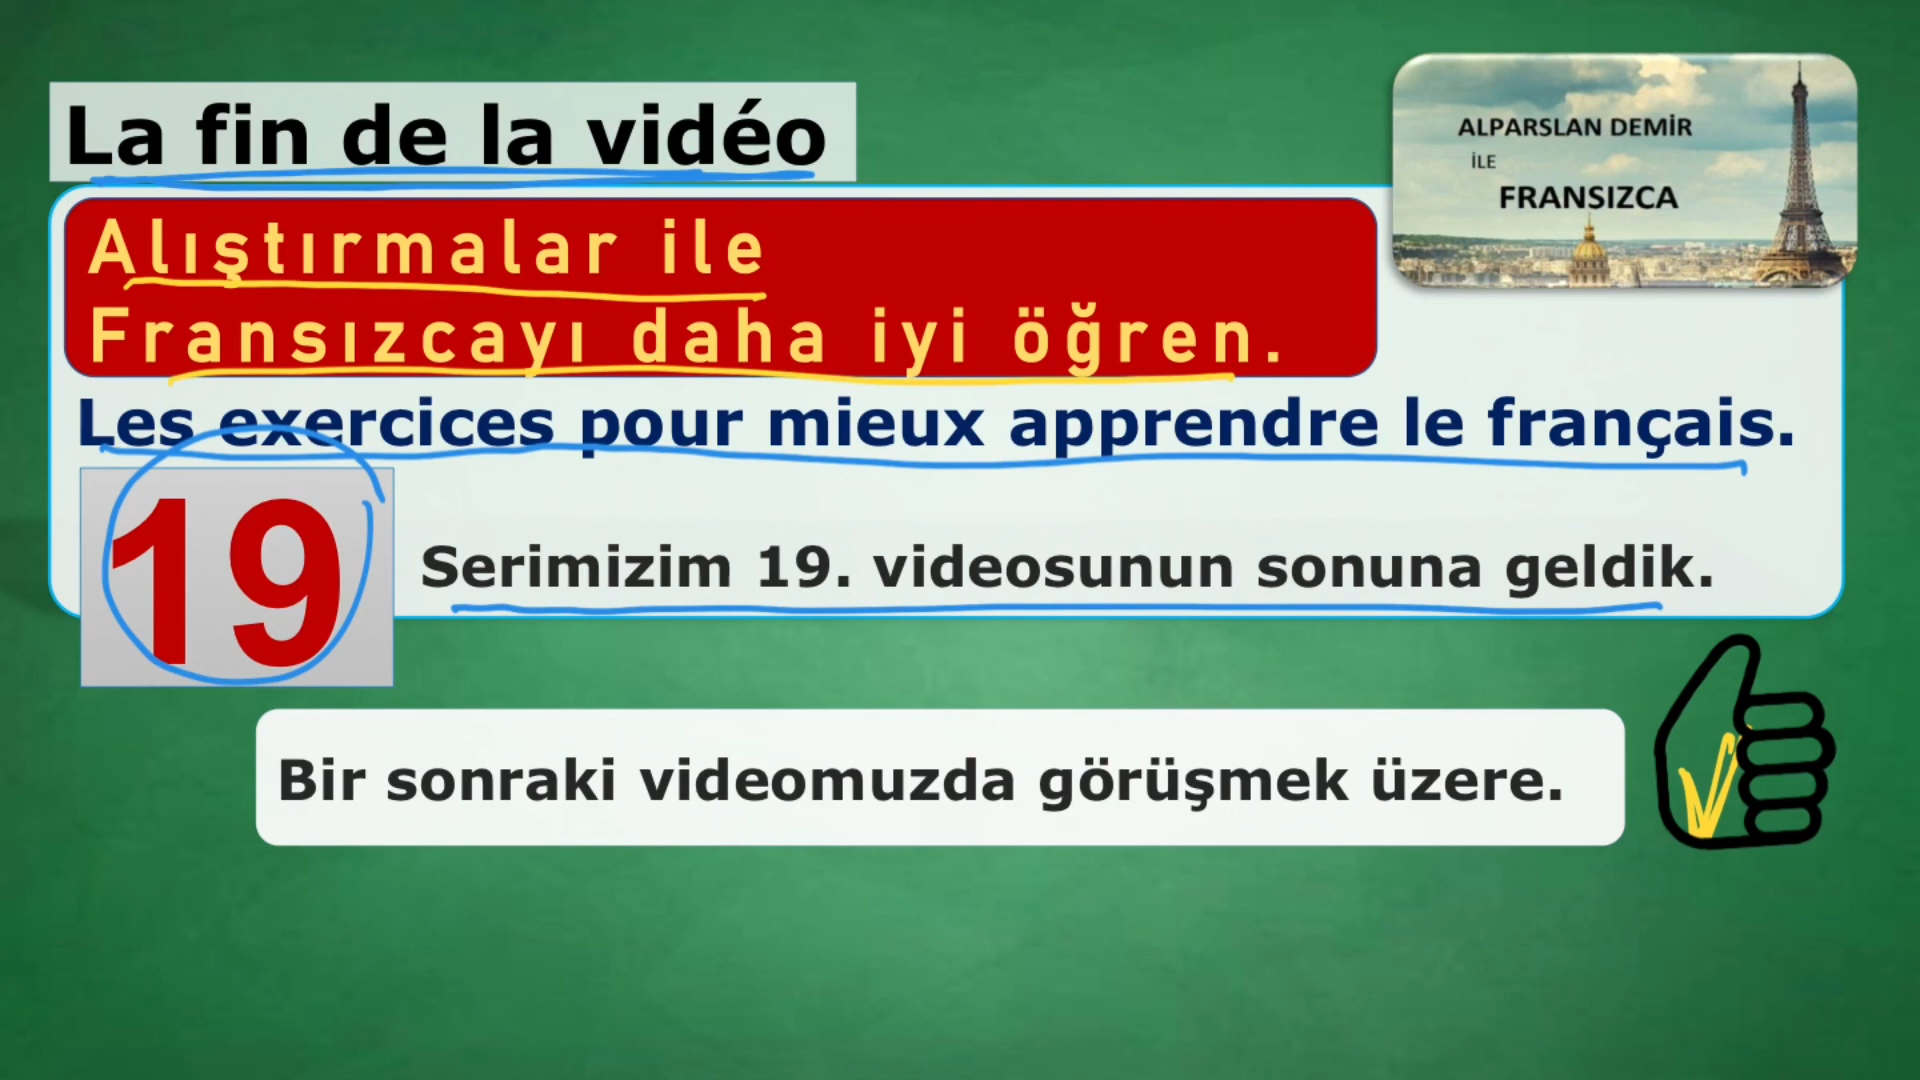 La fin de la vidéo
ALPARSLAN DEMİR
İLE
FRANSIZCA
Alıştırmalar ile
Fransızcayı daha iyi öğren.
Les exercices pour mieux apprendre le français.
19
Serimizim 19. videosunun sonuna geldik.
Bir sonraki videomuzda görüşmek üzere.